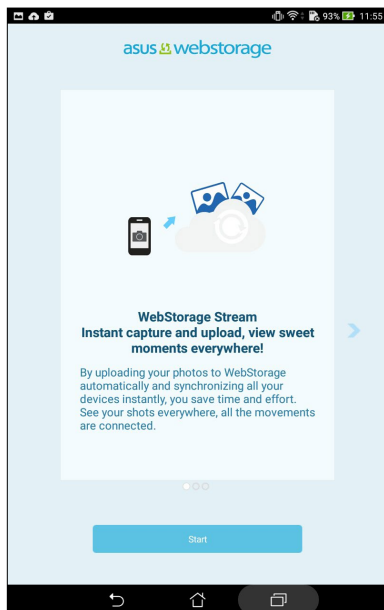 93% 11:55
asus webstorage
WebStorage Stream
Instant capture and upload, view sweet
moments everywhere!
By uploading your photos to WebStorage
automatically and synchronizing all your
devices instantly, you save time and effort.
See your shots everywhere, all the movements
are connected.
Start